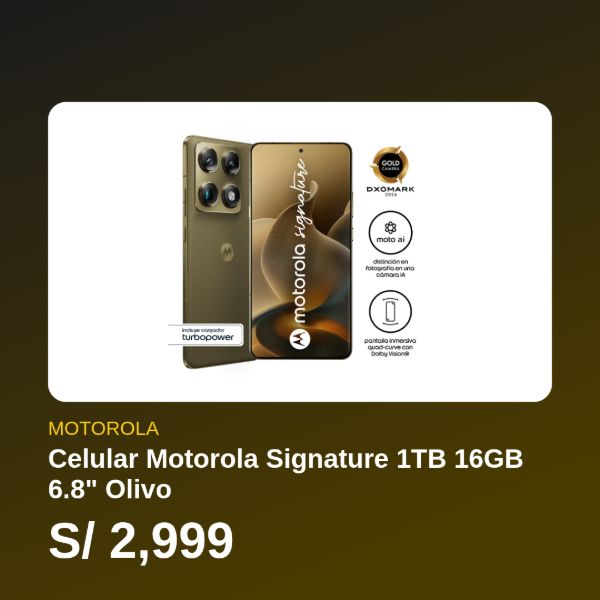 GOLD
CAMERA
DXOMARK
2026
moto ai
distinción en
fotografía en una
cámara IA
motorola signature
incluye cargador
turbopower
pantalla inmersiva
quad-curve con
Dolby Vision®
MOTOROLA
Celular Motorola Signature 1TB 16GB
6.8" Olivo
S/ 2,999